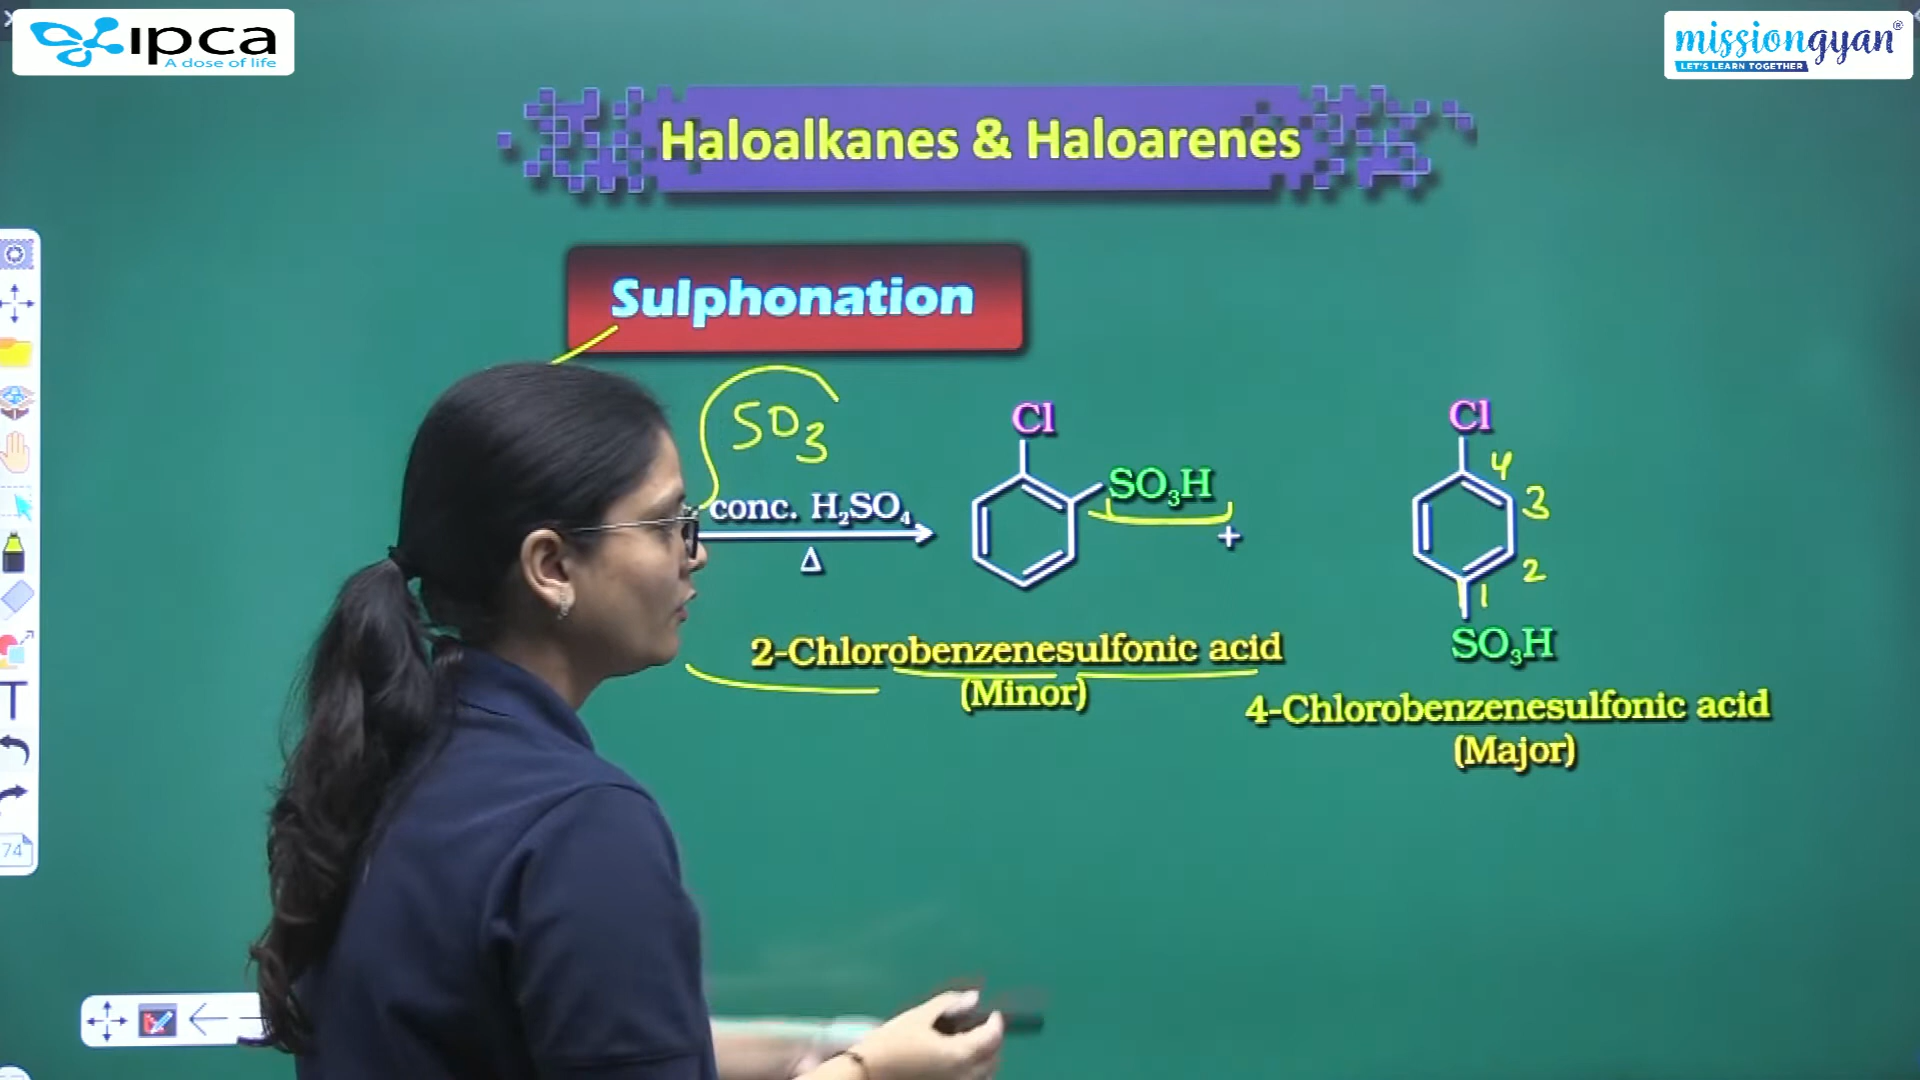 ipca
A dose of life
missiongyan®
LET'S LEARN TOGETHER
Haloalkanes & Haloarenes
Sulphonation
SO3
conc. H₂SO₄
Δ
Cl
SO₃H
+
2-Chlorobenzenesulfonic acid
(Minor)
Cl
4
3
2
1
SO₃H
4-Chlorobenzenesulfonic acid
(Major)
T
74